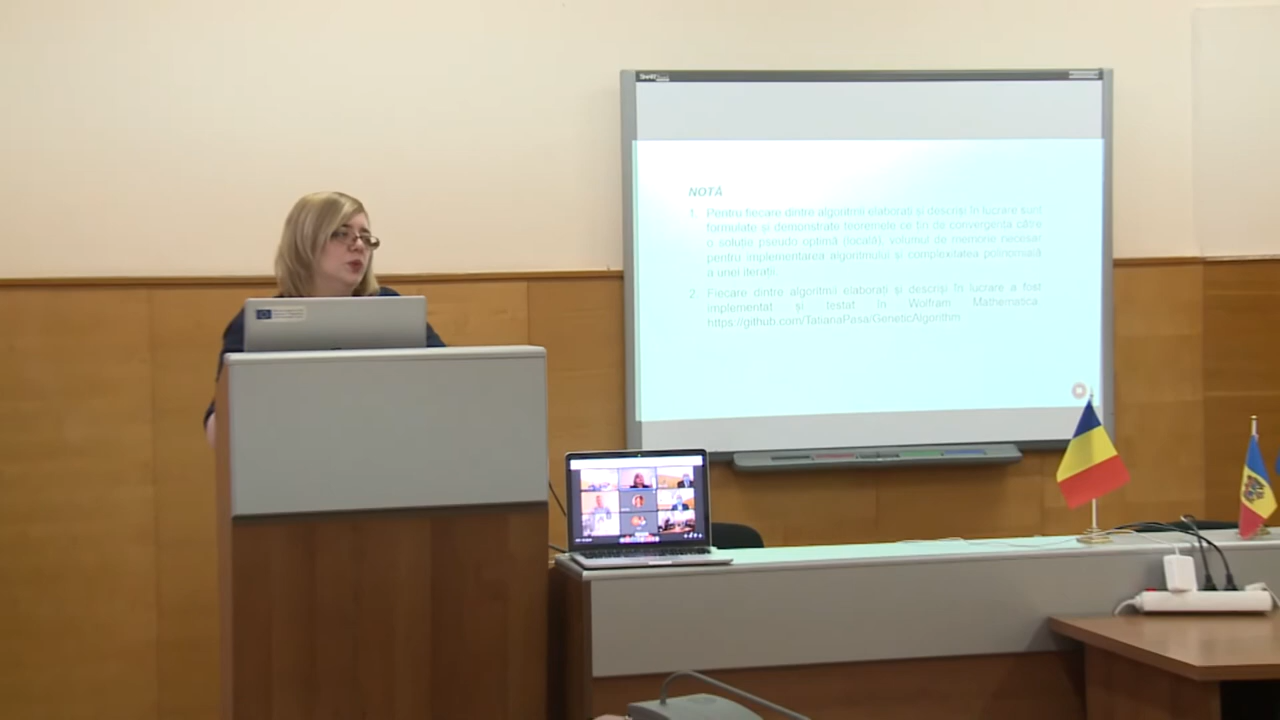 SMART
NOTĂ
1. Pentru fiecare dintre algoritmii elaborați și descriși în lucrare sunt
formulate și demonstrate teoremele ce țin de convergența către
o soluție pseudo optimă (locală), volumul de memorie necesar
pentru implementarea algoritmului și complexitatea polinomială
a unei iterații.
2. Fiecare dintre algoritmii elaborați și descriși în lucrare a fost
implementat și testat în Wolfram Mathematica.
https://github.com/TatianaPasa/GeneticAlgorithm